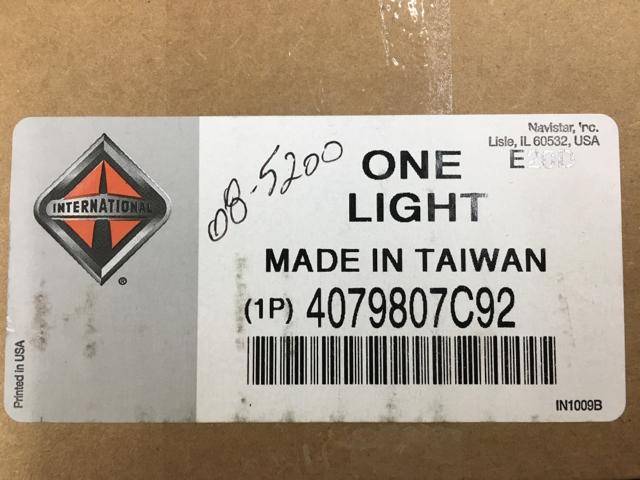 Navistar, Inc.
Lisle, IL 60532, USA
08-5200
ONE
LIGHT
INTERNATIONAL
®
MADE IN TAIWAN
(1P) 4079807C92
Printed in USA
IN1009B